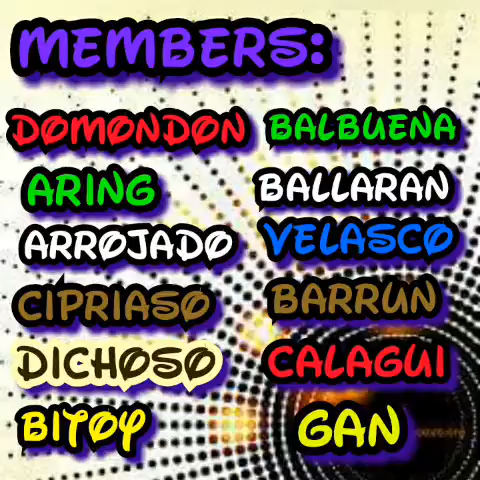 MEMBERS:
DOMONDON BALBUENA
ARING BALLARAN
ARROJADO VELASCO
CIPRIASO BARRUN
DICHOSO CALAGUI
BITOY GAN